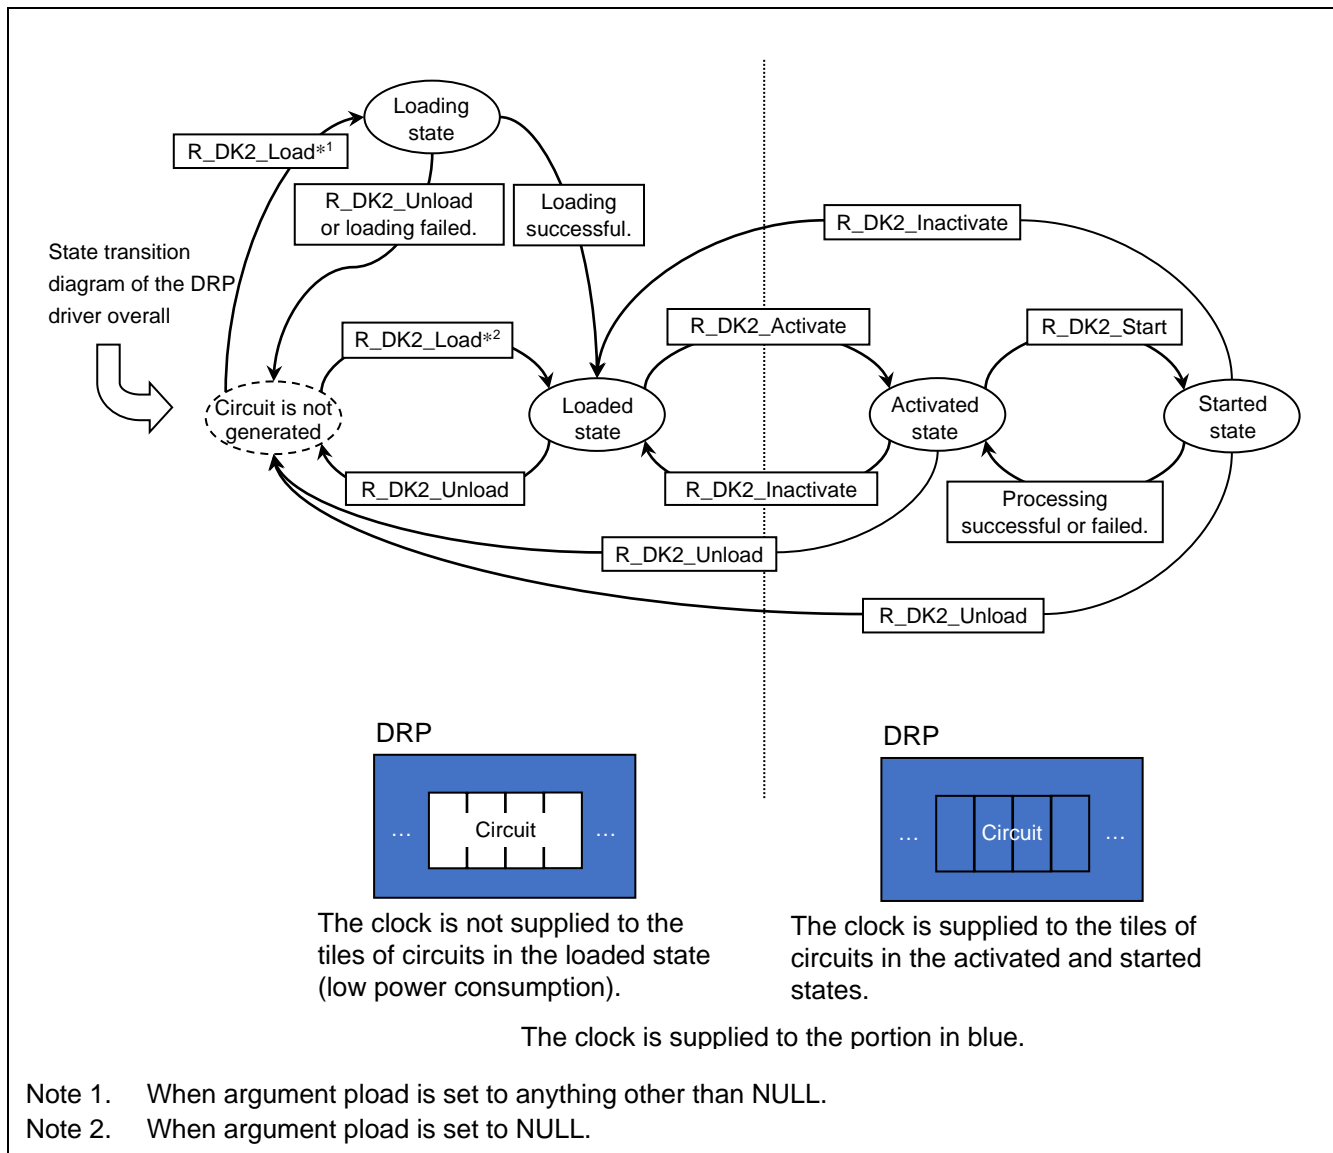 Loading
state
R_DK2_Load*1
R_DK2_Unload
or loading failed.
Loading
successful.
R_DK2_Inactivate
State transition
diagram of the DRP
driver overall
R_DK2_Load*2
R_DK2_Activate
R_DK2_Start
Circuit is not
generated
Loaded
state
Activated
state
Started
state
R_DK2_Unload
R_DK2_Inactivate
Processing
successful or failed.
R_DK2_Unload
R_DK2_Unload
DRP
... Circuit ...
The clock is not supplied to the
tiles of circuits in the loaded state
(low power consumption).
DRP
... Circuit ...
The clock is supplied to the tiles of
circuits in the activated and started
states.
The clock is supplied to the portion in blue.
Note 1. When argument pload is set to anything other than NULL.
Note 2. When argument pload is set to NULL.